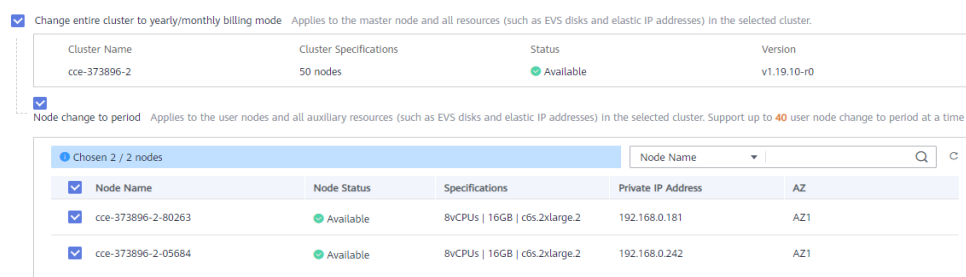 Change entire cluster to yearly/monthly billing mode Applies to the master node and all resources (such as EVS disks and elastic IP addresses) in the selected cluster.
Cluster Name Cluster Specifications Status Version
cce-373896-2 50 nodes Available v1.19.10-r0
Node change to period Applies to the user nodes and all auxiliary resources (such as EVS disks and elastic IP addresses) in the selected cluster. Support up to 40 user node change to period at a time
Chosen 2 / 2 nodes Node Name
Node Name Node Status Specifications Private IP Address AZ
cce-373896-2-80263 Available 8vCPUs | 16GB | c6s.2xlarge.2 192.168.0.181 AZ1
cce-373896-2-05684 Available 8vCPUs | 16GB | c6s.2xlarge.2 192.168.0.242 AZ1